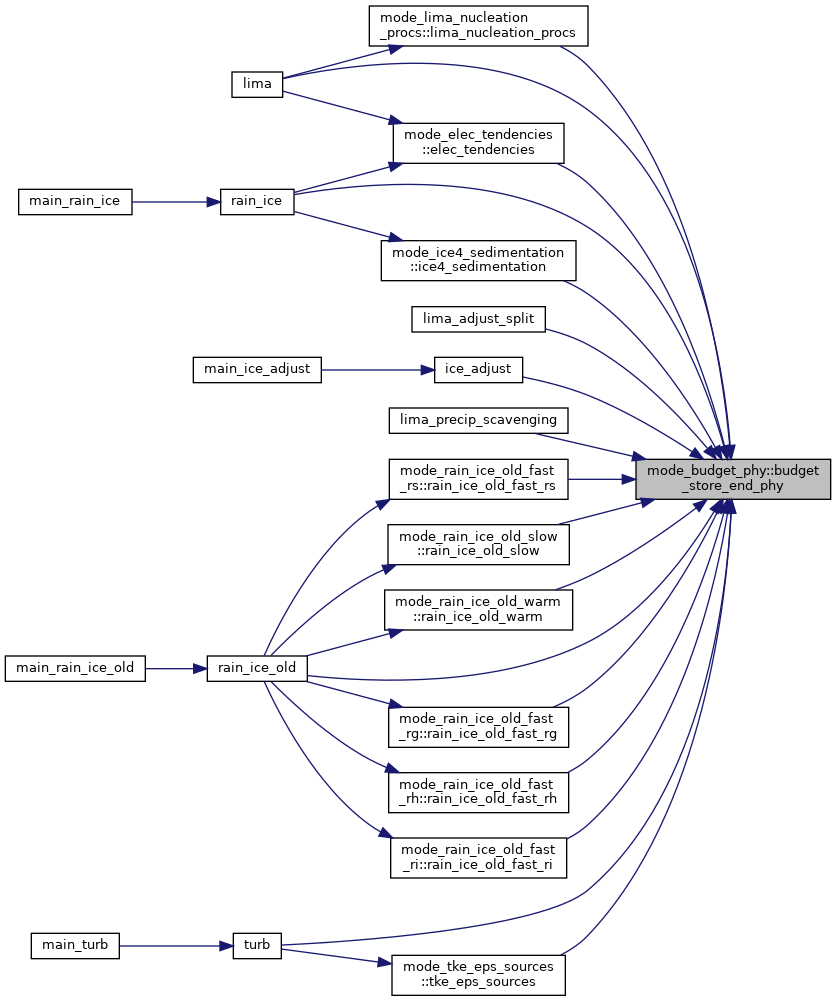 mode_lima_nucleation
_procs::lima_nucleation_procs
lima
mode_elec_tendencies
::elec_tendencies
main_rain_ice
rain_ice
mode_ice4_sedimentation
::ice4_sedimentation
lima_adjust_split
main_ice_adjust
ice_adjust
lima_precip_scavenging
mode_rain_ice_old_fast
_rs::rain_ice_old_fast_rs
mode_budget_phy::budget
_store_end_phy
mode_rain_ice_old_slow
::rain_ice_old_slow
mode_rain_ice_old_warm
::rain_ice_old_warm
main_rain_ice_old
rain_ice_old
mode_rain_ice_old_fast
_rg::rain_ice_old_fast_rg
mode_rain_ice_old_fast
_rh::rain_ice_old_fast_rh
mode_rain_ice_old_fast
_ri::rain_ice_old_fast_ri
main_turb
turb
mode_tke_eps_sources
::tke_eps_sources